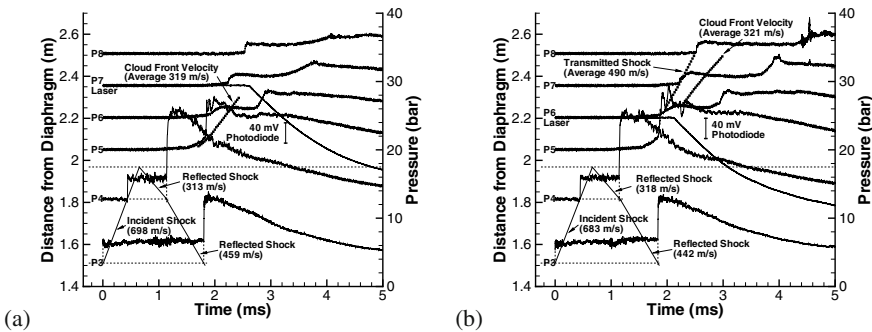 2.6
2.4
2.2
2
1.8
1.6
1.4
Distance from Diaphragm (m)
P8
P7
Laser
P6
P5
P4
P3
Cloud Front Velocity
(Average 319 m/s)
40 mV
Photodiode
Reflected Shock
(313 m/s)
Incident Shock
(698 m/s)
Reflected Shock
(459 m/s)
40
30
20
10
0
Pressure (bar)
0 1 2 3 4 5
Time (ms)
(a)
2.6
2.4
2.2
2
1.8
1.6
1.4
Distance from Diaphragm (m)
P8
P7
P6
Laser
P5
P4
P3
Cloud Front Velocity
(Average 321 m/s)
Transmitted Shock
(Average 490 m/s)
40 mV
Photodiode
Reflected Shock
(318 m/s)
Incident Shock
(683 m/s)
Reflected Shock
(442 m/s)
40
30
20
10
0
Pressure (bar)
0 1 2 3 4 5
Time (ms)
(b)